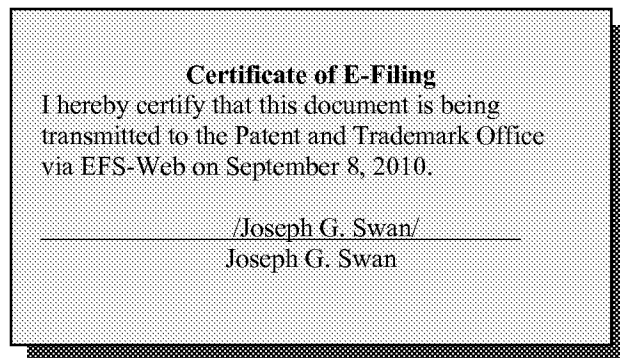 Certificate of E-Filing
I hereby certify that this document is being
transmitted to the Patent and Trademark Office
via EFS-Web on September 8, 2010.
/Joseph G. Swan/
Joseph G. Swan